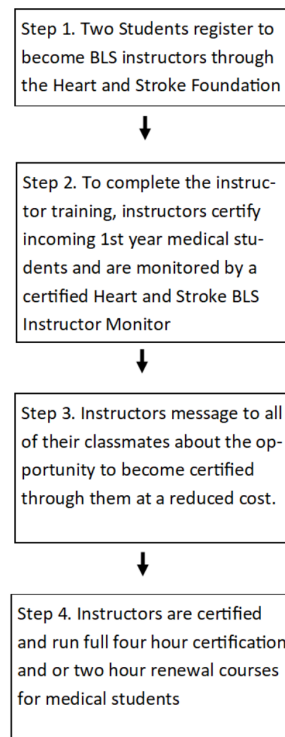 Step 1. Two Students register to
become BLS instructors through
the Heart and Stroke Foundation
Step 2. To complete the instruc-
tor training, instructors certify
incoming 1st year medical stu-
dents and are monitored by a
certified Heart and Stroke BLS
Instructor Monitor
Step 3. Instructors message to all
of their classmates about the op-
portunity to become certified
through them at a reduced cost.
Step 4. Instructors are certified
and run full four hour certification
and or two hour renewal courses
for medical students